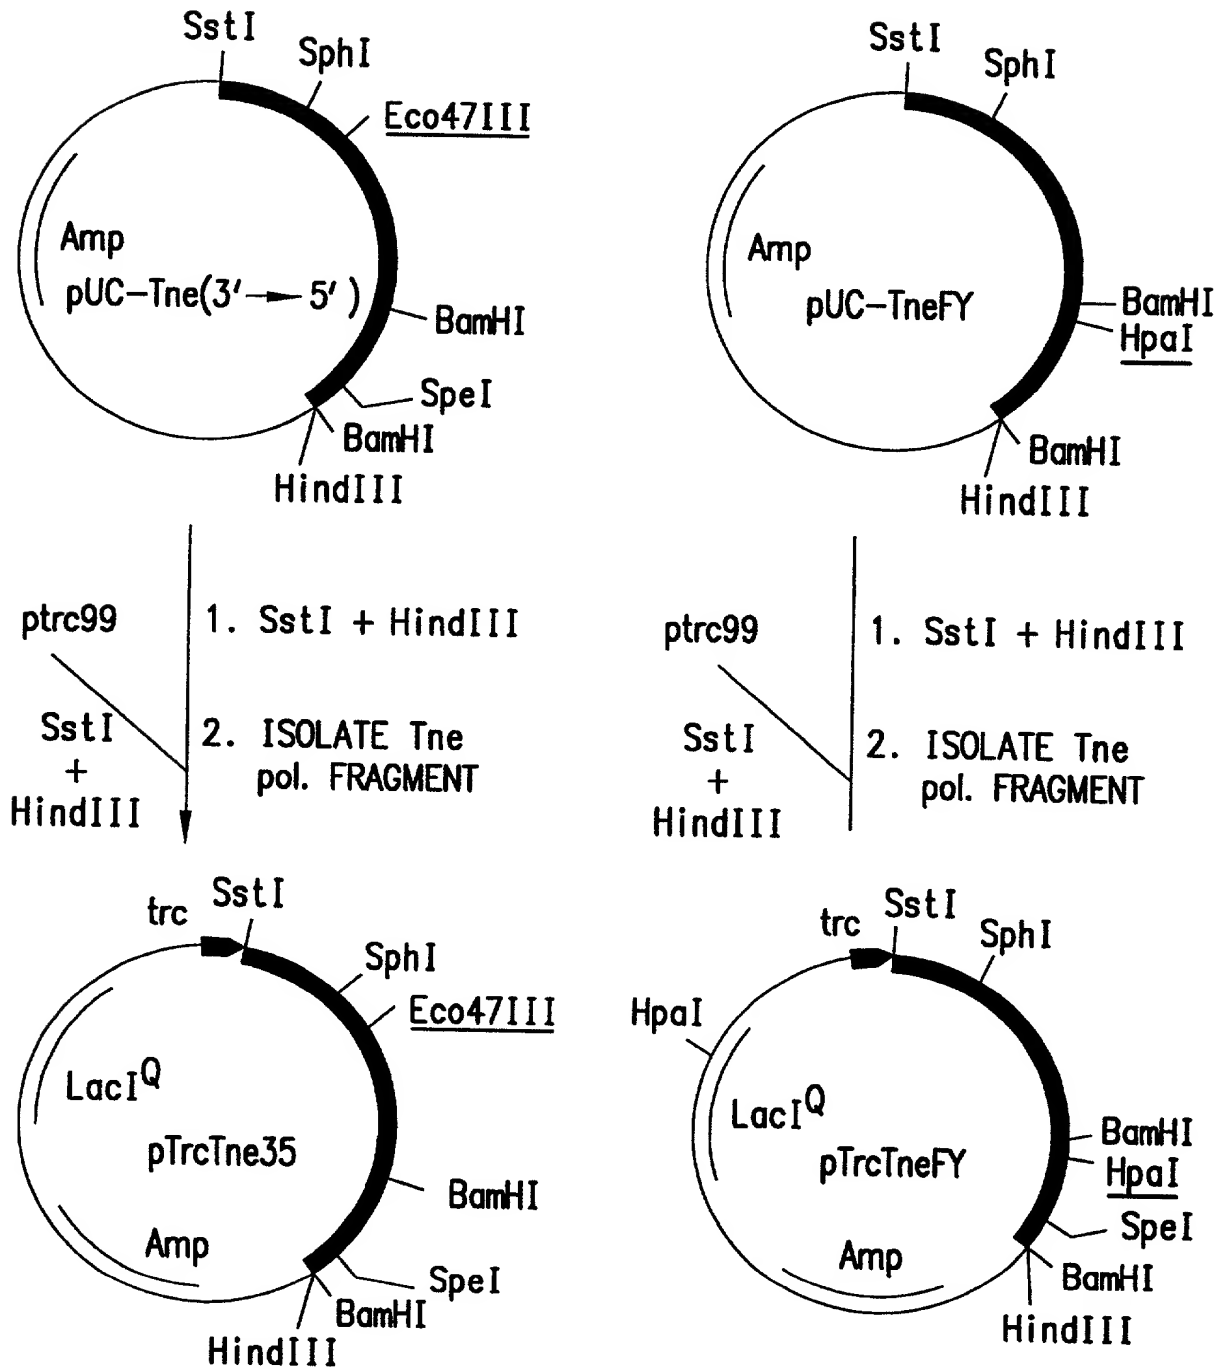 SstI
SphI
Eco47III
Amp
pUC-Tne(3' → 5')
BamHI
SpeI
BamHI
HindIII
SstI
SphI
Amp
pUC-TneFY
BamHI
HpaI
BamHI
HindIII
ptrc99
1. SstI + HindIII
SstI
+
HindIII
2. ISOLATE Tne
pol. FRAGMENT
ptrc99
1. SstI + HindIII
SstI
+
HindIII
2. ISOLATE Tne
pol. FRAGMENT
trc
SstI
SphI
Eco47III
LacI^Q
pTrcTne35
BamHI
Amp
SpeI
BamHI
HindIII
trc
SstI
SphI
HpaI
LacI^Q
pTrcTneFY
BamHI
HpaI
SpeI
Amp
BamHI
HindIII